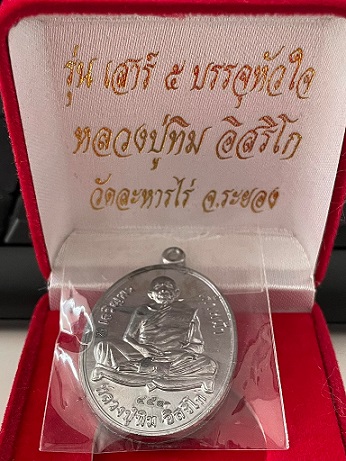 รุ่น เสาร์ ๕ บรรจุหัวใจ
หลวงปู่ทิม อิสริโก
วัดละหารไร่ จ.ระยอง
หลวงปู่ทิม อิสริโก